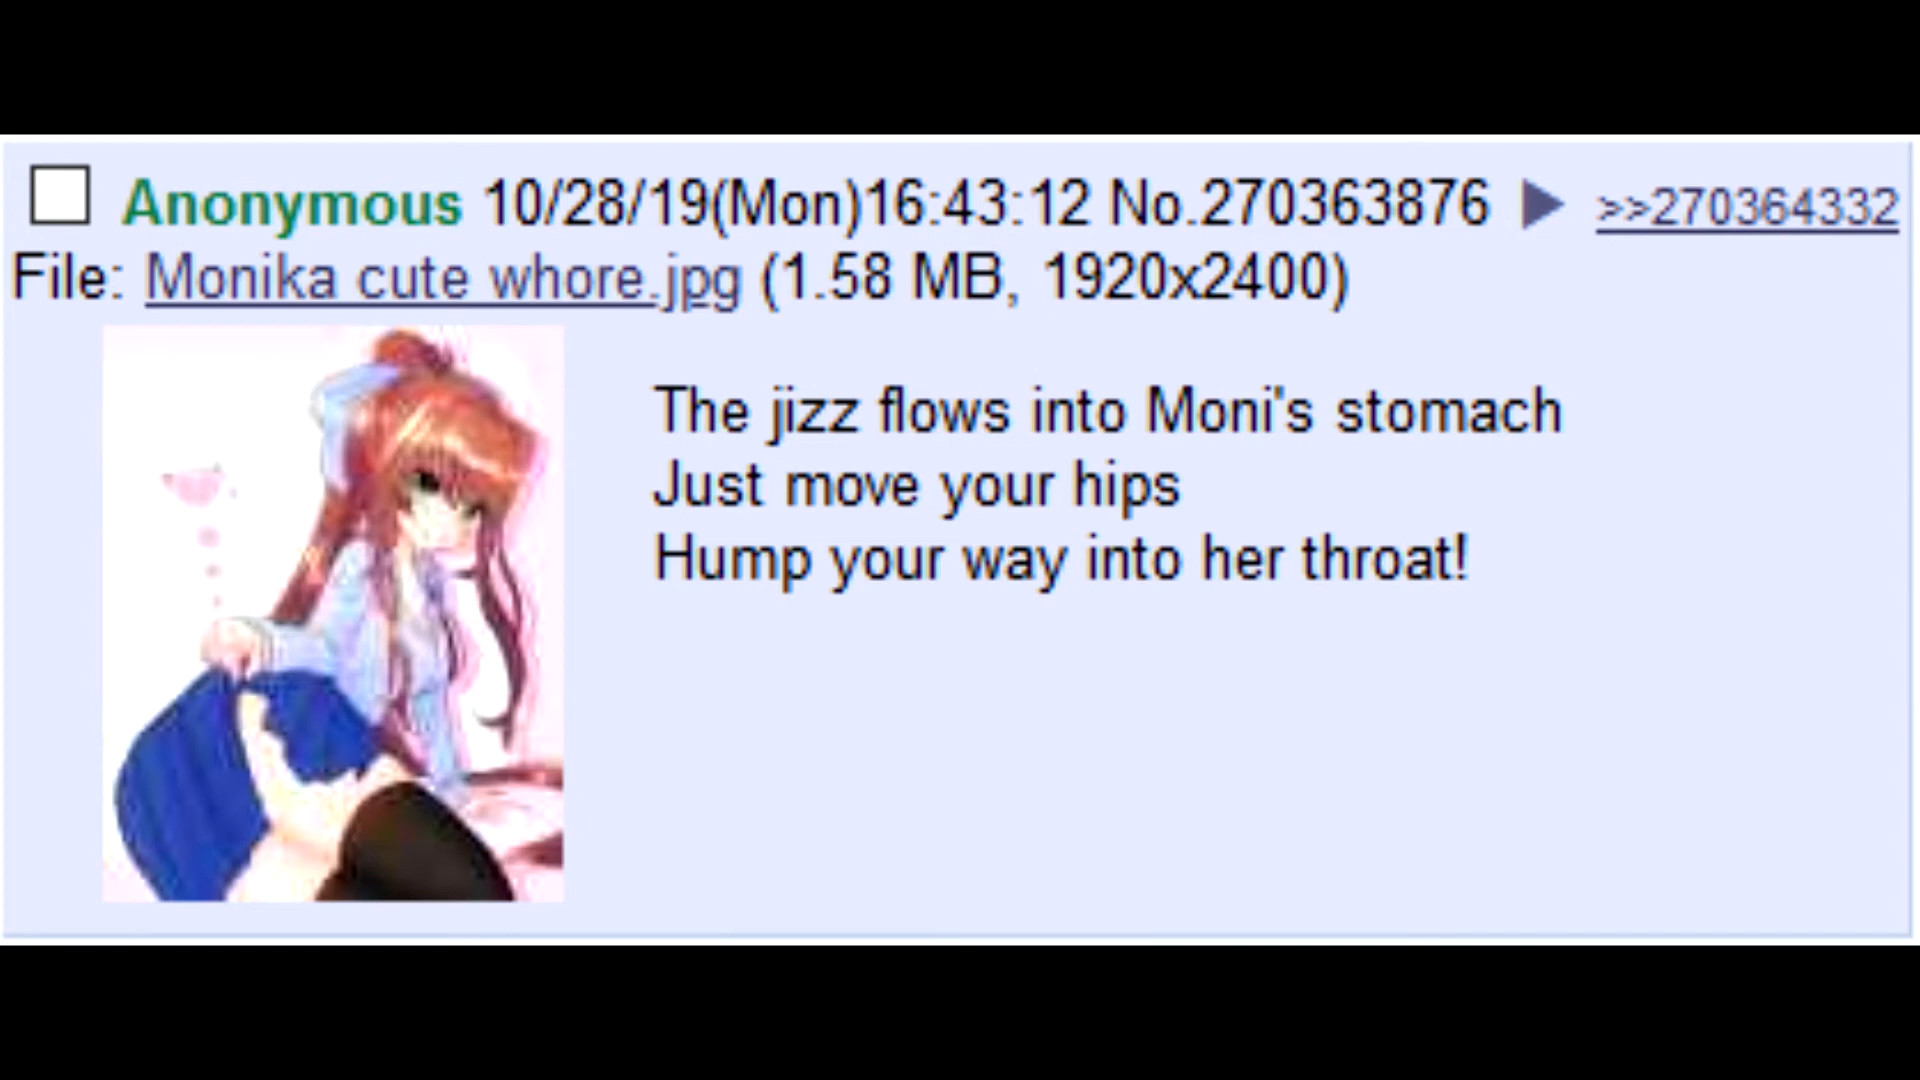 Anonymous 10/28/19(Mon)16:43:12 No.270363876 ▶ >>270364332
File: Monika cute whore.jpg (1.58 MB, 1920x2400)
The jizz flows into Moni's stomach
Just move your hips
Hump your way into her throat!